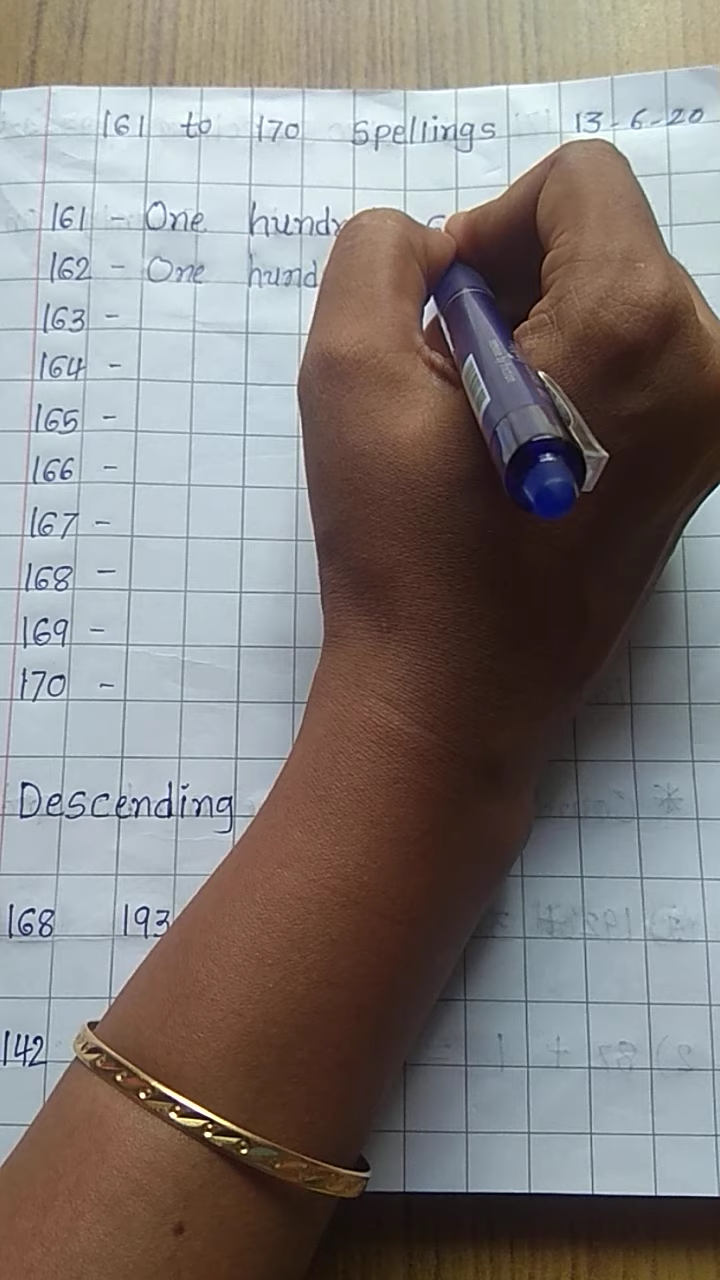 161 to 170 Spellings 13-6-20
161 - One
162 - One
163 -
164 -
165 -
166 -
167 -
168 -
169 -
170 -
Descending
168 193
142